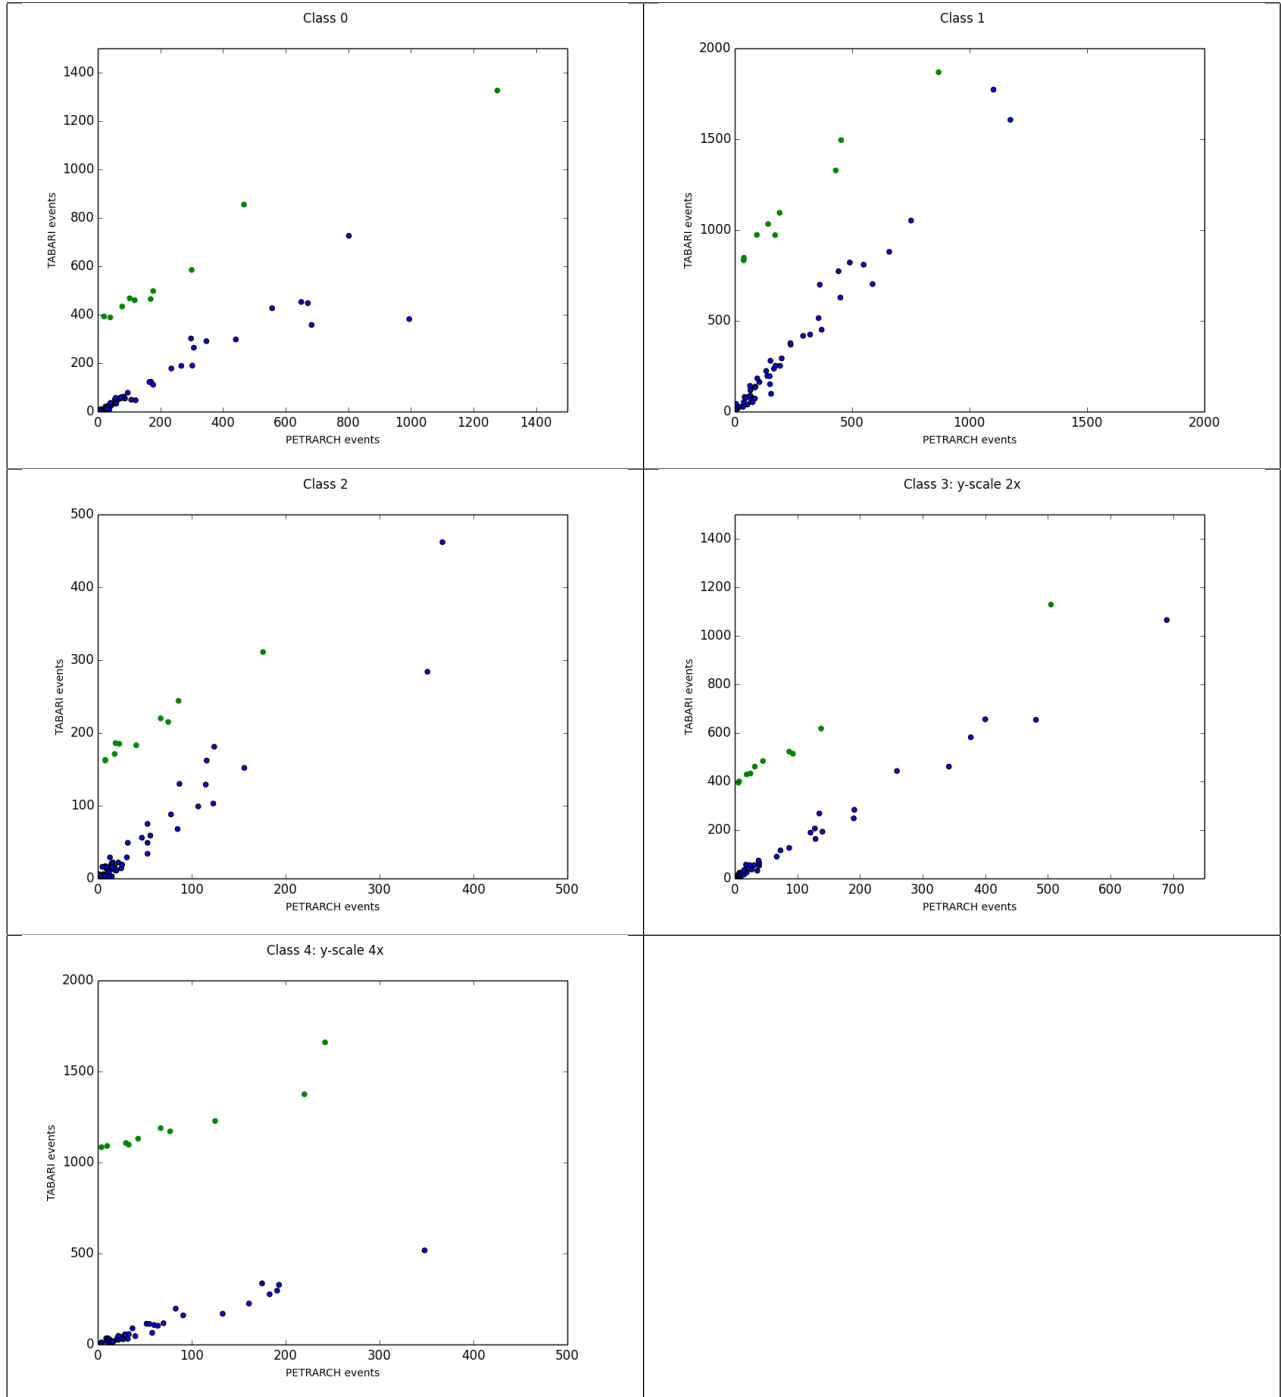 Class 0
1400
1200
1000
800
600
400
200
0
TABARI events
0 200 400 600 800 1000 1200 1400
PETRARCH events
Class 1
2000
1500
1000
500
0
TABARI events
0 500 1000 1500 2000
PETRARCH events
Class 2
500
400
300
200
100
0
TABARI events
0 100 200 300 400 500
PETRARCH events
Class 3: y-scale 2x
1400
1200
1000
800
600
400
200
0
TABARI events
0 100 200 300 400 500 600 700
PETRARCH events
Class 4: y-scale 4x
2000
1500
1000
500
0
TABARI events
0 100 200 300 400 500
PETRARCH events